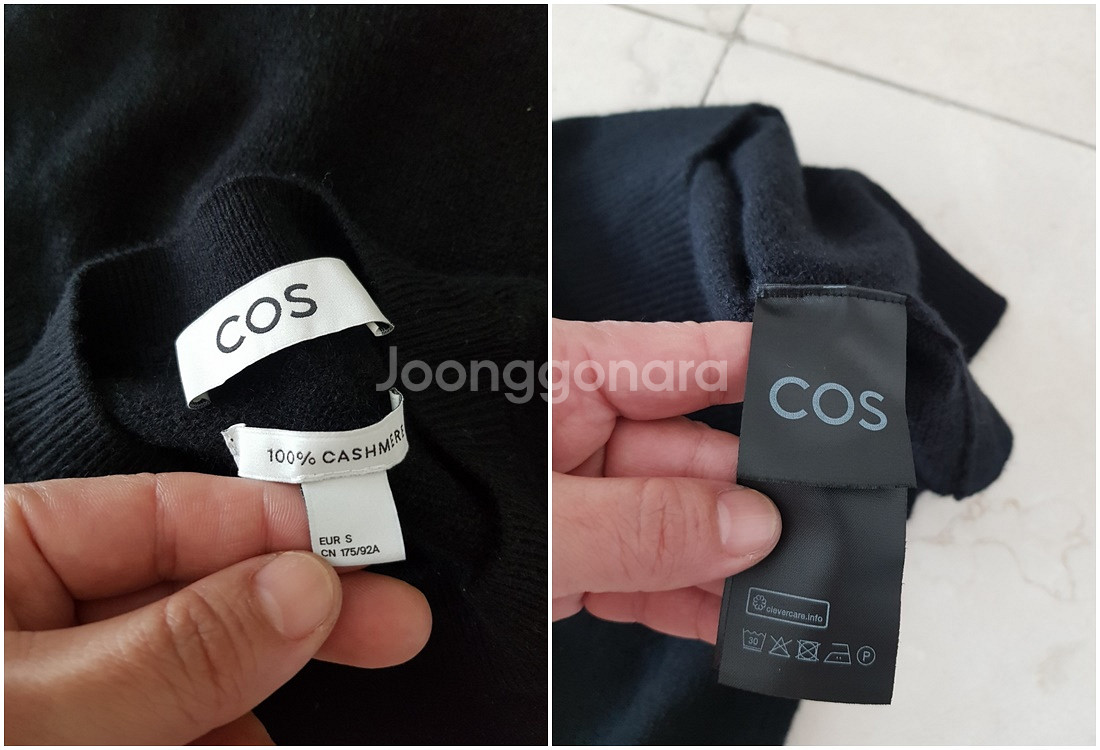 COS
100% CASHMERE
EUR S
CN 175/92A
Joonggonara
COS
clevercare.info
30
P